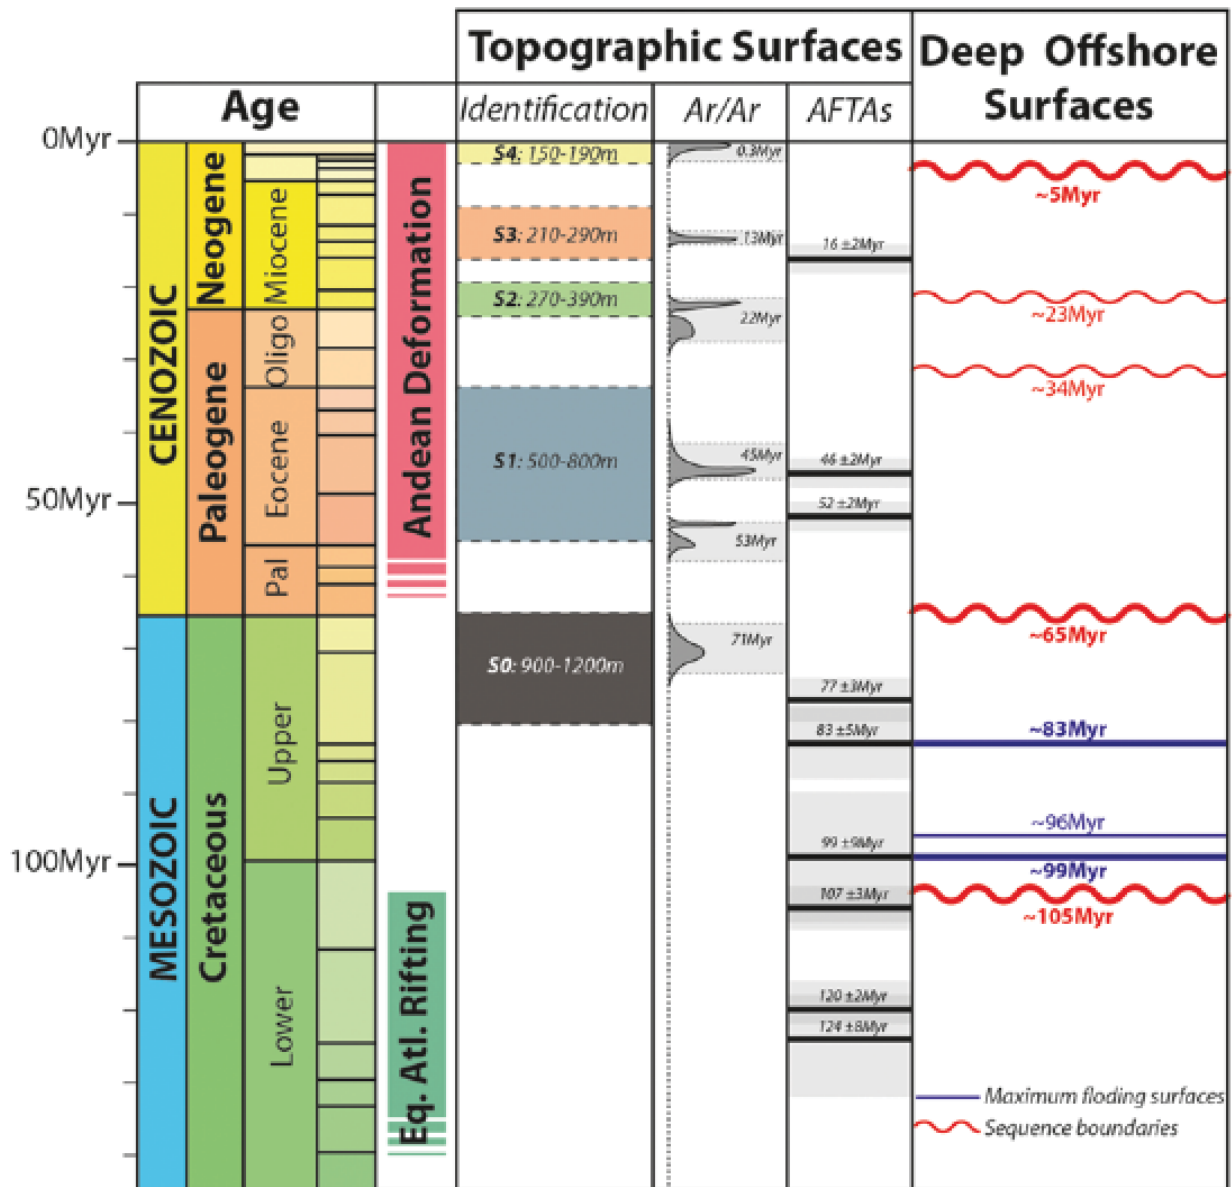 Topographic Surfaces
Deep Offshore
Surfaces
Age
Identification
Ar/Ar
AFTAs
0Myr
50Myr
100Myr
CENOZOIC
MESOZOIC
Neogene
Paleogene
Cretaceous
Miocene
Oligo
Eocene
Pal
Upper
Lower
Andean Deformation
Eq. Atl. Rifting
S4: 150-190m
S3: 210-290m
S2: 270-390m
S1: 500-800m
S0: 900-1200m
0.3Myr
13Myr
22Myr
45Myr
53Myr
71Myr
16 ±2Myr
46 ±2Myr
52 ±2Myr
77 ±3Myr
83 ±5Myr
99 ±9Myr
107 ±3Myr
120 ±2Myr
124 ±8Myr
~5Myr
~23Myr
~34Myr
~65Myr
~83Myr
~96Myr
~99Myr
~105Myr
Maximum floding surfaces
Sequence boundaries